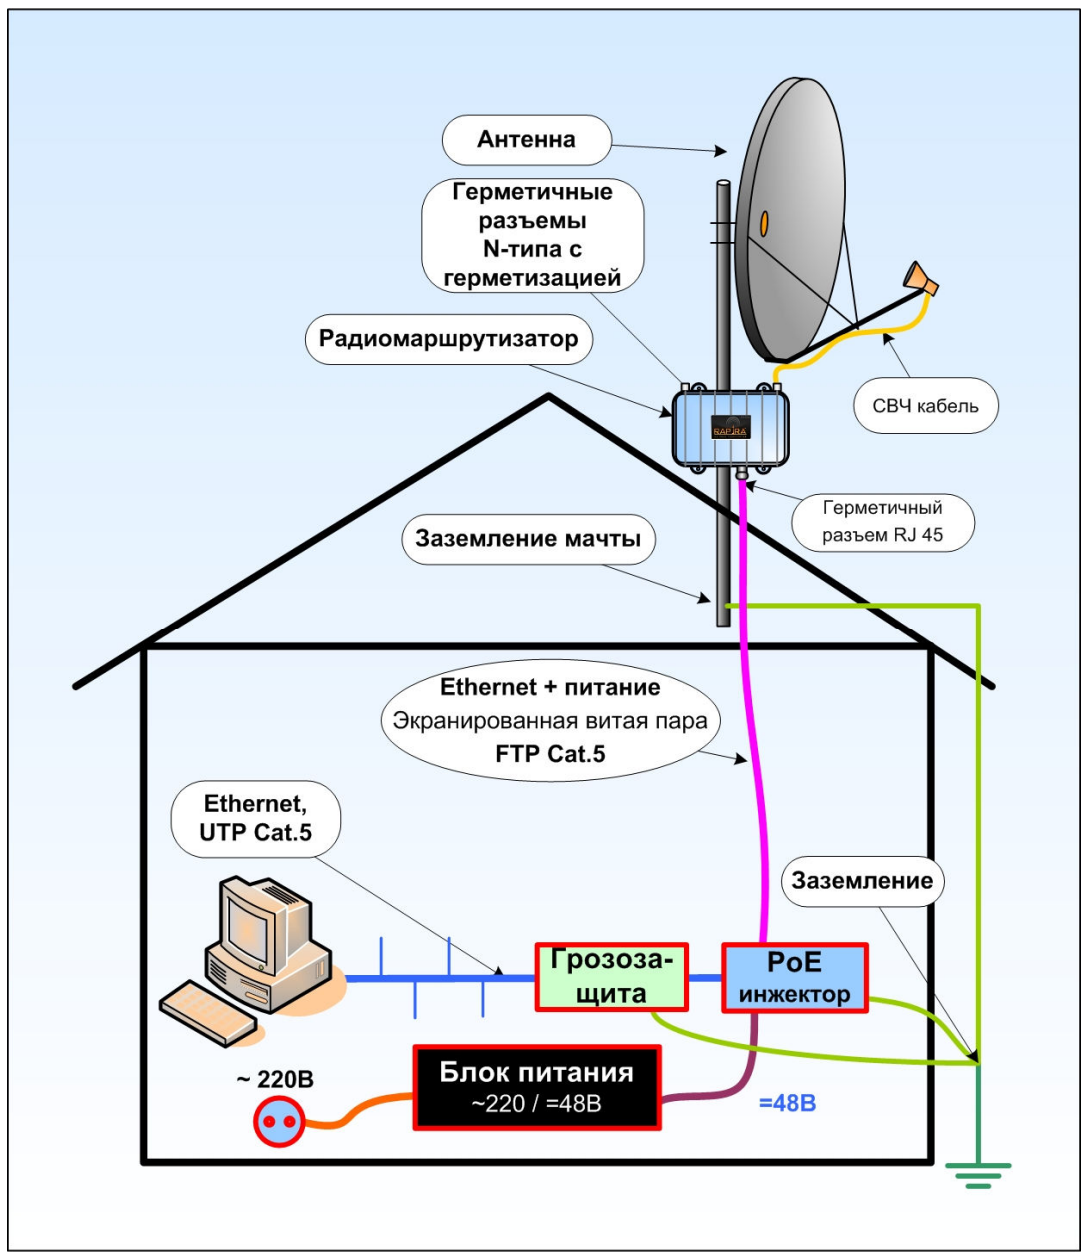 Антенна
Герметичные
разъемы
N-типа с
герметизацией
Радиомаршрутизатор
СВЧ кабель
RAPIRA
Герметичный
разъем RJ 45
Заземление мачты
Ethernet + питание
Экранированная витая пара
FTP Cat.5
Ethernet,
UTP Cat.5
Заземление
Грозоза-
щита
PoE
инжектор
~ 220В
Блок питания
~220 / =48В
=48В